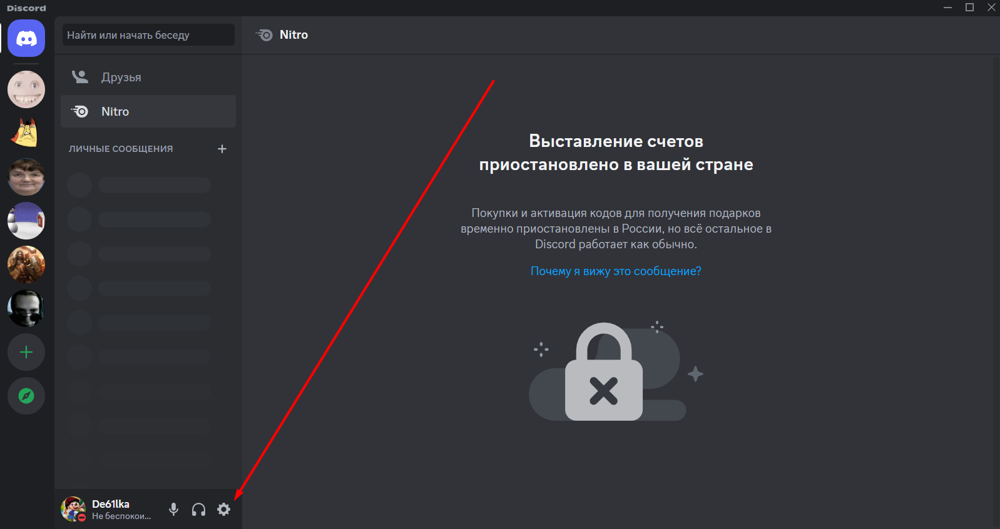 Discord
Найти или начать беседу
Nitro
Друзья
Nitro
ЛИЧНЫЕ СООБЩЕНИЯ
Выставление счетов
приостановлено в вашей стране
Покупки и активация кодов для получения подарков
временно приостановлены в России, но всё остальное в
Discord работает как обычно.
Почему я вижу это сообщение?
De61lka
Не беспокои...